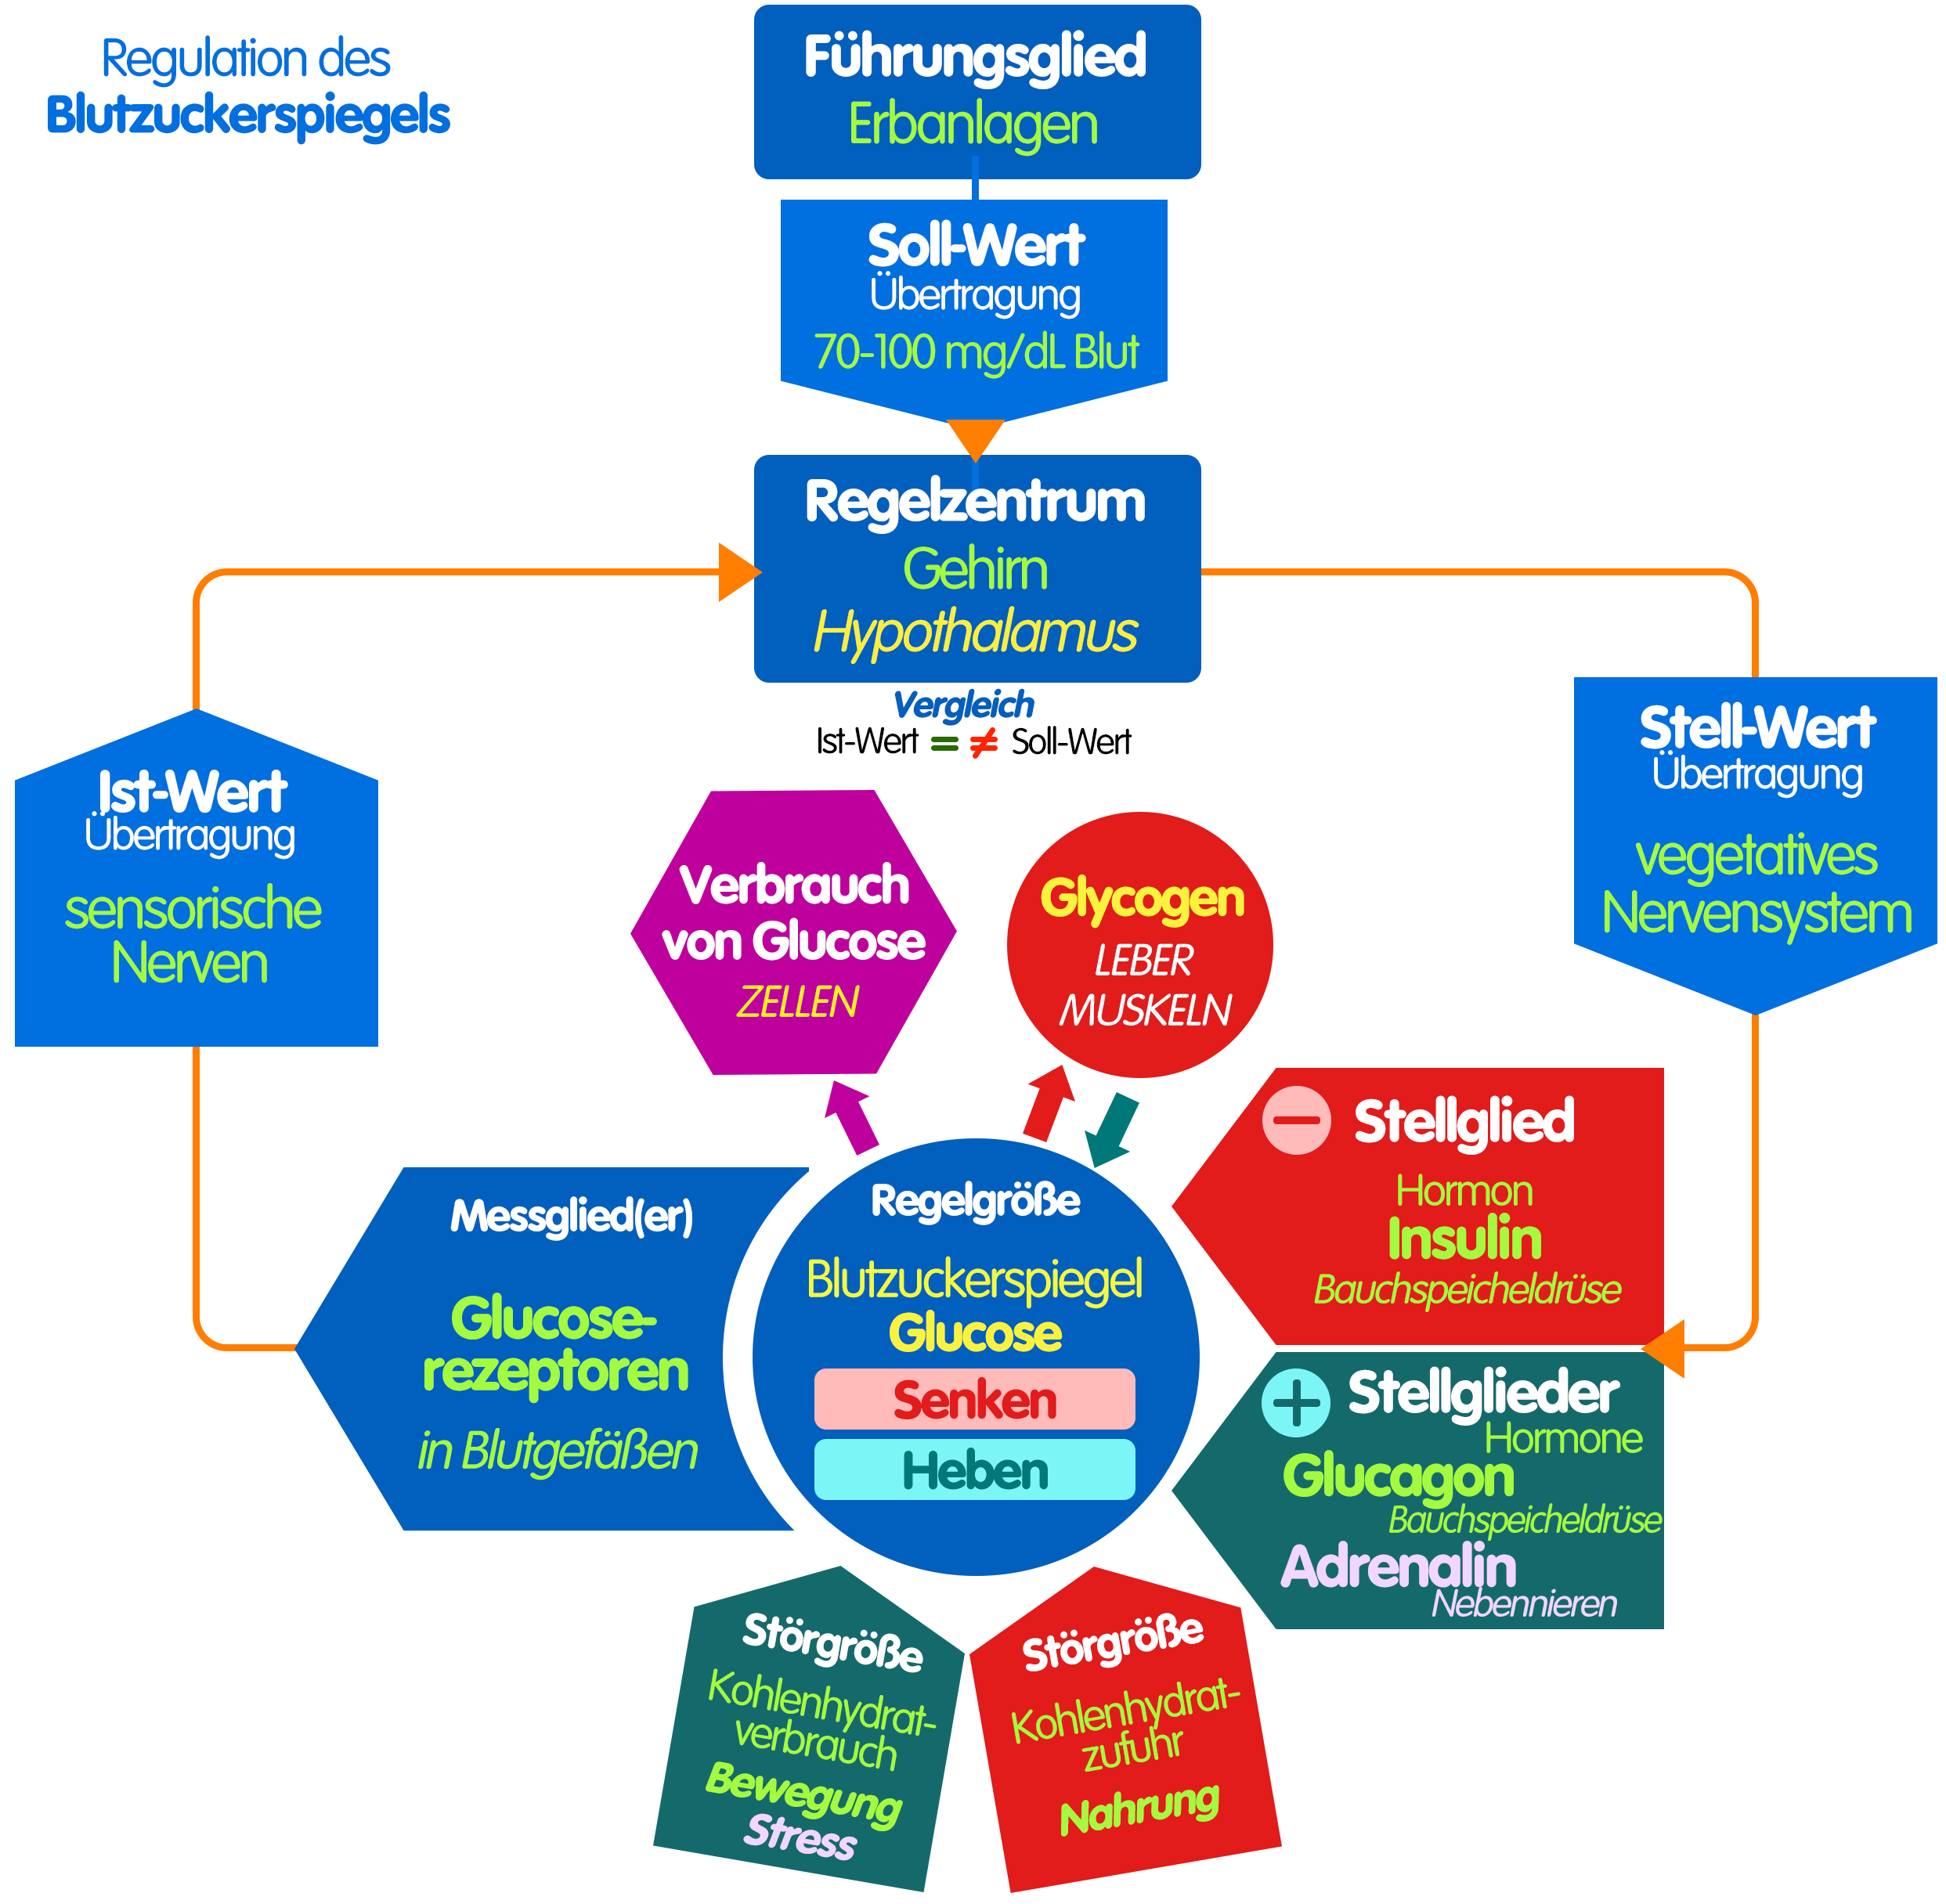 Regulation des
Blutzuckerspiegels
Führungsglied
Erbanlagen
Soll-Wert
Übertragung
70-100 mg/dL Blut
Regelzentrum
Gehirn
Hypothalamus
Vergleich
Ist-Wert = ≠ Soll-Wert
Ist-Wert
Übertragung
sensorische
Nerven
Stell-Wert
Übertragung
vegetatives
Nervensystem
Verbrauch
von Glucose
ZELLEN
Glycogen
LEBER
MUSKELN
Messglied(er)
Glucose-
rezeptoren
in Blutgefäßen
Regelgröße
Blutzuckerspiegel
Glucose
Senken
Heben
− Stellglied
Hormon
Insulin
Bauchspeicheldrüse
+ Stellglieder
Hormone
Glucagon
Bauchspeicheldrüse
Adrenalin
Nebennieren
Störgröße
Kohlenhydrat-
verbrauch
Bewegung
Stress
Störgröße
Kohlenhydrat-
zufuhr
Nahrung